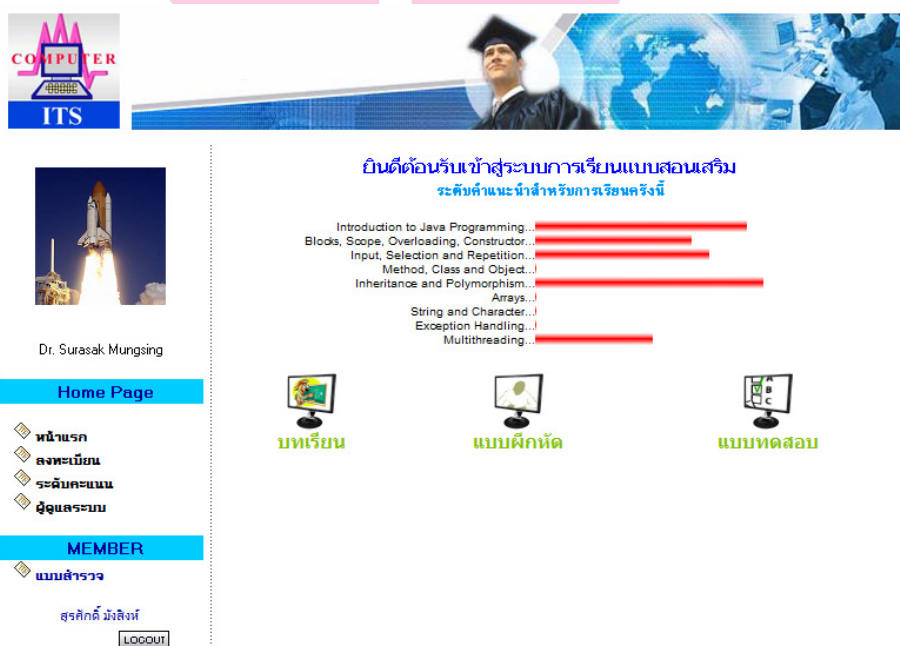 COMPUTER
ITS
ยินดีต้อนรับเข้าสู่ระบบการเรียนแบบสอนเสริม
ระดับคำแนะนำสำหรับการเรียนครั้งนี้
Introduction to Java Programming...
Blocks, Scope, Overloading, Constructor...
Input, Selection and Repetition...
Method, Class and Object...
Inheritance and Polymorphism...
Arrays...
String and Character...
Exception Handling...
Multithreading...
Dr. Surasak Mungsing
Home Page
หน้าแรก
ลงทะเบียน
ระดับคะแนน
ผู้ดูแลระบบ
MEMBER
แบบสำรวจ
สุรศักดิ์ มังสิงห์
LOGOUT
บทเรียน
แบบฝึกหัด
A
B
C
แบบทดสอบ